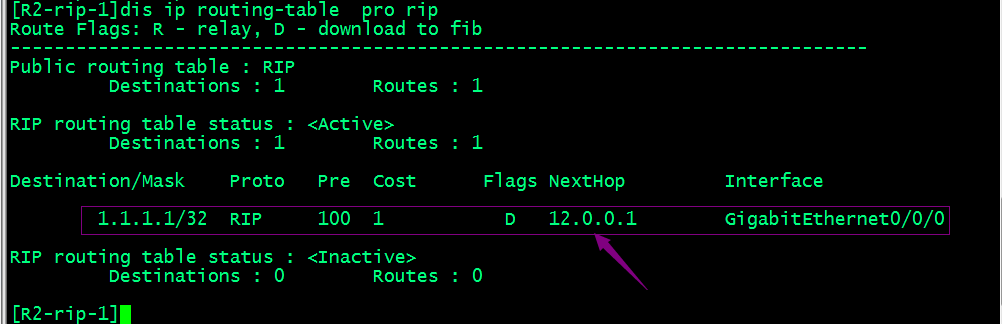 [R2-rip-1]dis ip routing-table  pro rip
Route Flags: R - relay, D - download to fib
------------------------------------------------------------------------------
Public routing table : RIP
         Destinations : 1        Routes : 1
RIP routing table status : <Active>
         Destinations : 1        Routes : 1
Destination/Mask    Proto   Pre  Cost      Flags NextHop         Interface
        1.1.1.1/32  RIP     100  1           D   12.0.0.1        GigabitEthernet0/0/0
RIP routing table status : <Inactive>
         Destinations : 0        Routes : 0
[R2-rip-1]